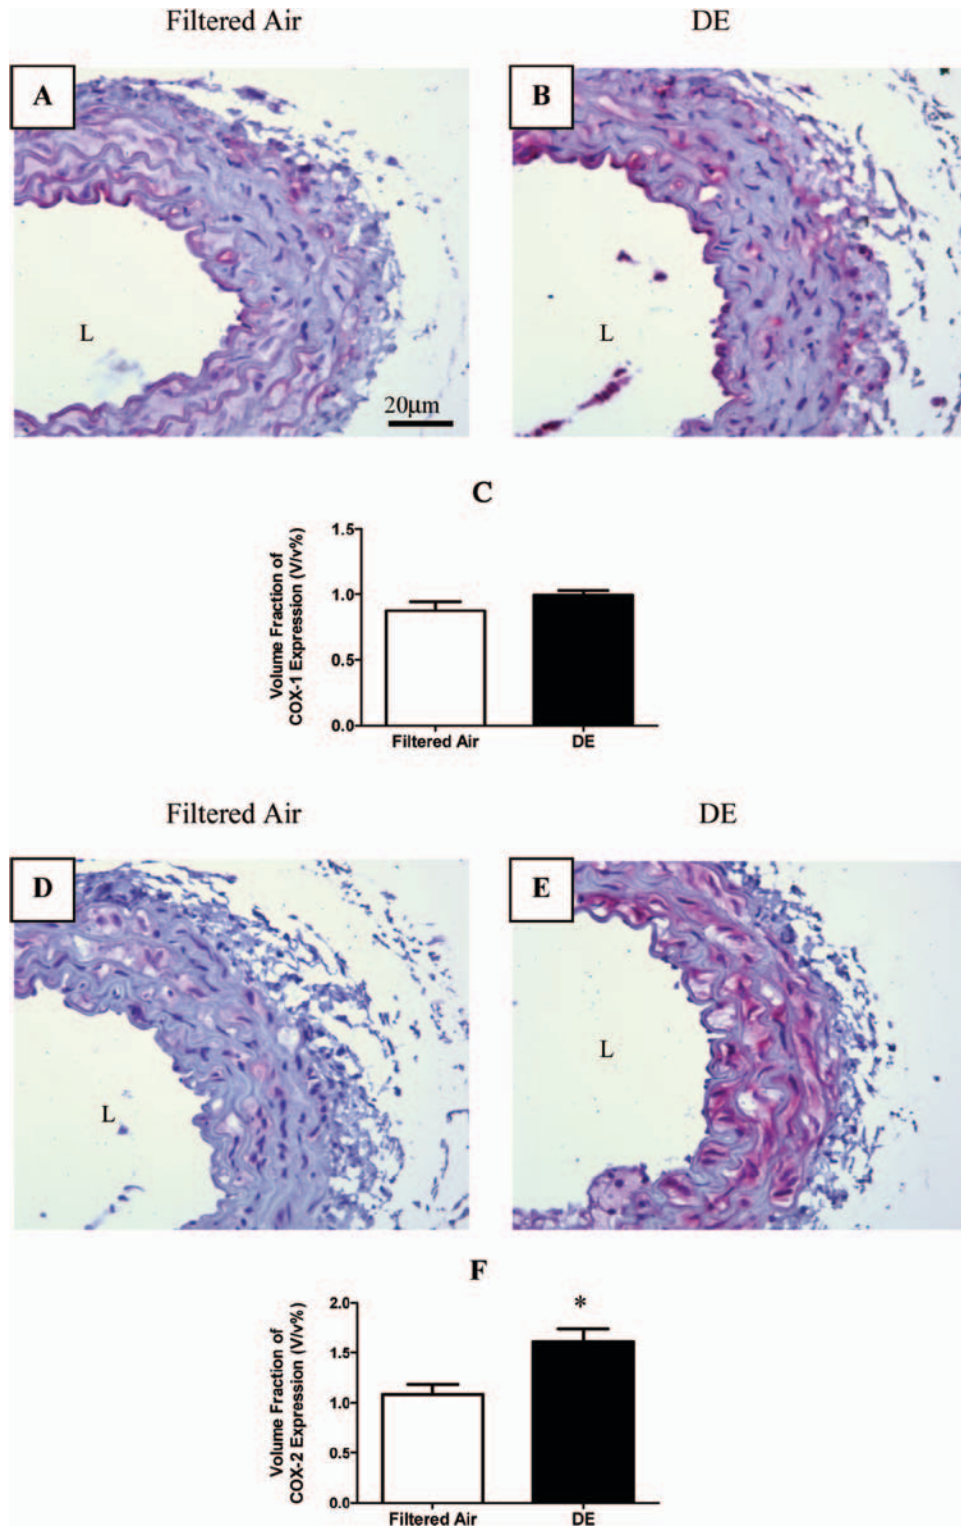 Filtered Air DE
A B
L L
20μm
C
Volume Fraction of
COX-1 Expression (V/v%)
1.5
1.0
0.5
0.0
Filtered Air DE
Filtered Air DE
D E
L L
F
Volume Fraction of
COX-2 Expression (V/v%)
2.0
*
1.5
1.0
0.5
0.0
Filtered Air DE